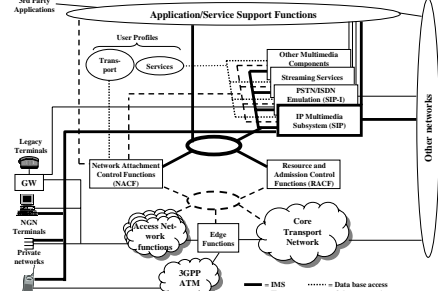 3rd Party
Applications
Application/Service Support Functions
User Profiles
Trans-
port
Services
Other Multimedia
Components
Streaming Services
PSTN/ISDN
Emulation (SIP-I)
IP Multimedia
Subsystem (SIP)
Other networks
Legacy
Terminals
GW
NGN
Terminals
Private
networks
Network Attachment
Control Functions
(NACF)
Resource and
Admission Control
Functions (RACF)
Access Net-
work
functions
Edge
Functions
Core
Transport
Network
3GPP
ATM
= IMS
= Data base access